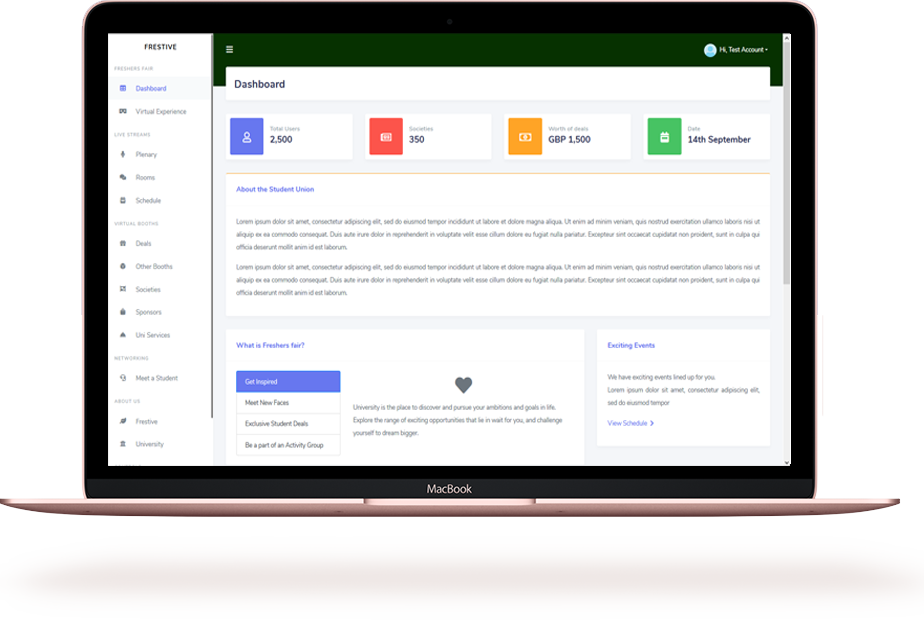 FRESTIVE
FRESHERS FAIR
Dashboard
Virtual Experience
LIVE STREAMS
Plenary
Rooms
Schedule
VIRTUAL BOOTHS
Deals
Other Booths
Societies
Sponsors
Uni Services
NETWORKING
Meet a Student
ABOUT US
Frestive
University
Hi, Test Account
Dashboard
Total Users
2,500
Societies
350
Worth of deals
GBP 1,500
Date
14th September
About the Student Union
Lorem ipsum dolor sit amet, consectetur adipiscing elit, sed do eiusmod tempor incididunt ut labore et dolore magna aliqua. Ut enim ad minim veniam, quis nostrud exercitation ullamco laboris nisi ut
aliquip ex ea commodo consequat. Duis aute irure dolor in reprehenderit in voluptate velit esse cillum dolore eu fugiat nulla pariatur. Excepteur sint occaecat cupidatat non proident, sunt in culpa qui
officia deserunt mollit anim id est laborum.
Lorem ipsum dolor sit amet, consectetur adipiscing elit, sed do eiusmod tempor incididunt ut labore et dolore magna aliqua. Ut enim ad minim veniam, quis nostrud exercitation ullamco laboris nisi ut
aliquip ex ea commodo consequat. Duis aute irure dolor in reprehenderit in voluptate velit esse cillum dolore eu fugiat nulla pariatur. Excepteur sint occaecat cupidatat non proident, sunt in culpa qui
officia deserunt mollit anim id est laborum.
What is Freshers fair?
Get Inspired
Meet New Faces
Exclusive Student Deals
Be a part of an Activity Group
University is the place to discover and pursue your ambitions and goals in life.
Explore the range of exciting opportunities that lie in wait for you, and challenge
yourself to dream bigger.
Exciting Events
We have exciting events lined up for you.
Lorem ipsum dolor sit amet, consectetur adipiscing elit,
sed do eiusmod tempor
View Schedule
MacBook